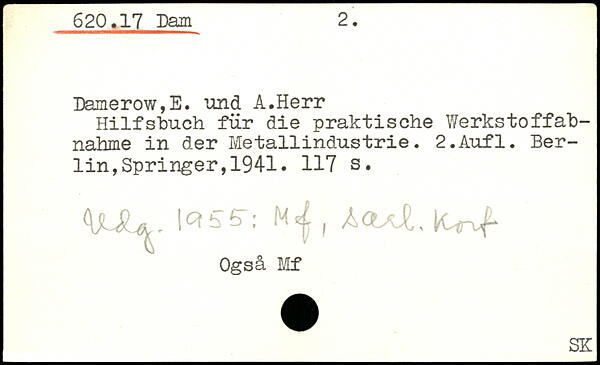 620.17 Dam 2.
Damerow,E. und A.Herr
Hilfsbuch für die praktische Werkstoffab-
nahme in der Metallindustrie. 2.Aufl. Ber-
lin,Springer,1941. 117 s.
Udg. 1955: Mf, særl. Kort
Også Mf
SK